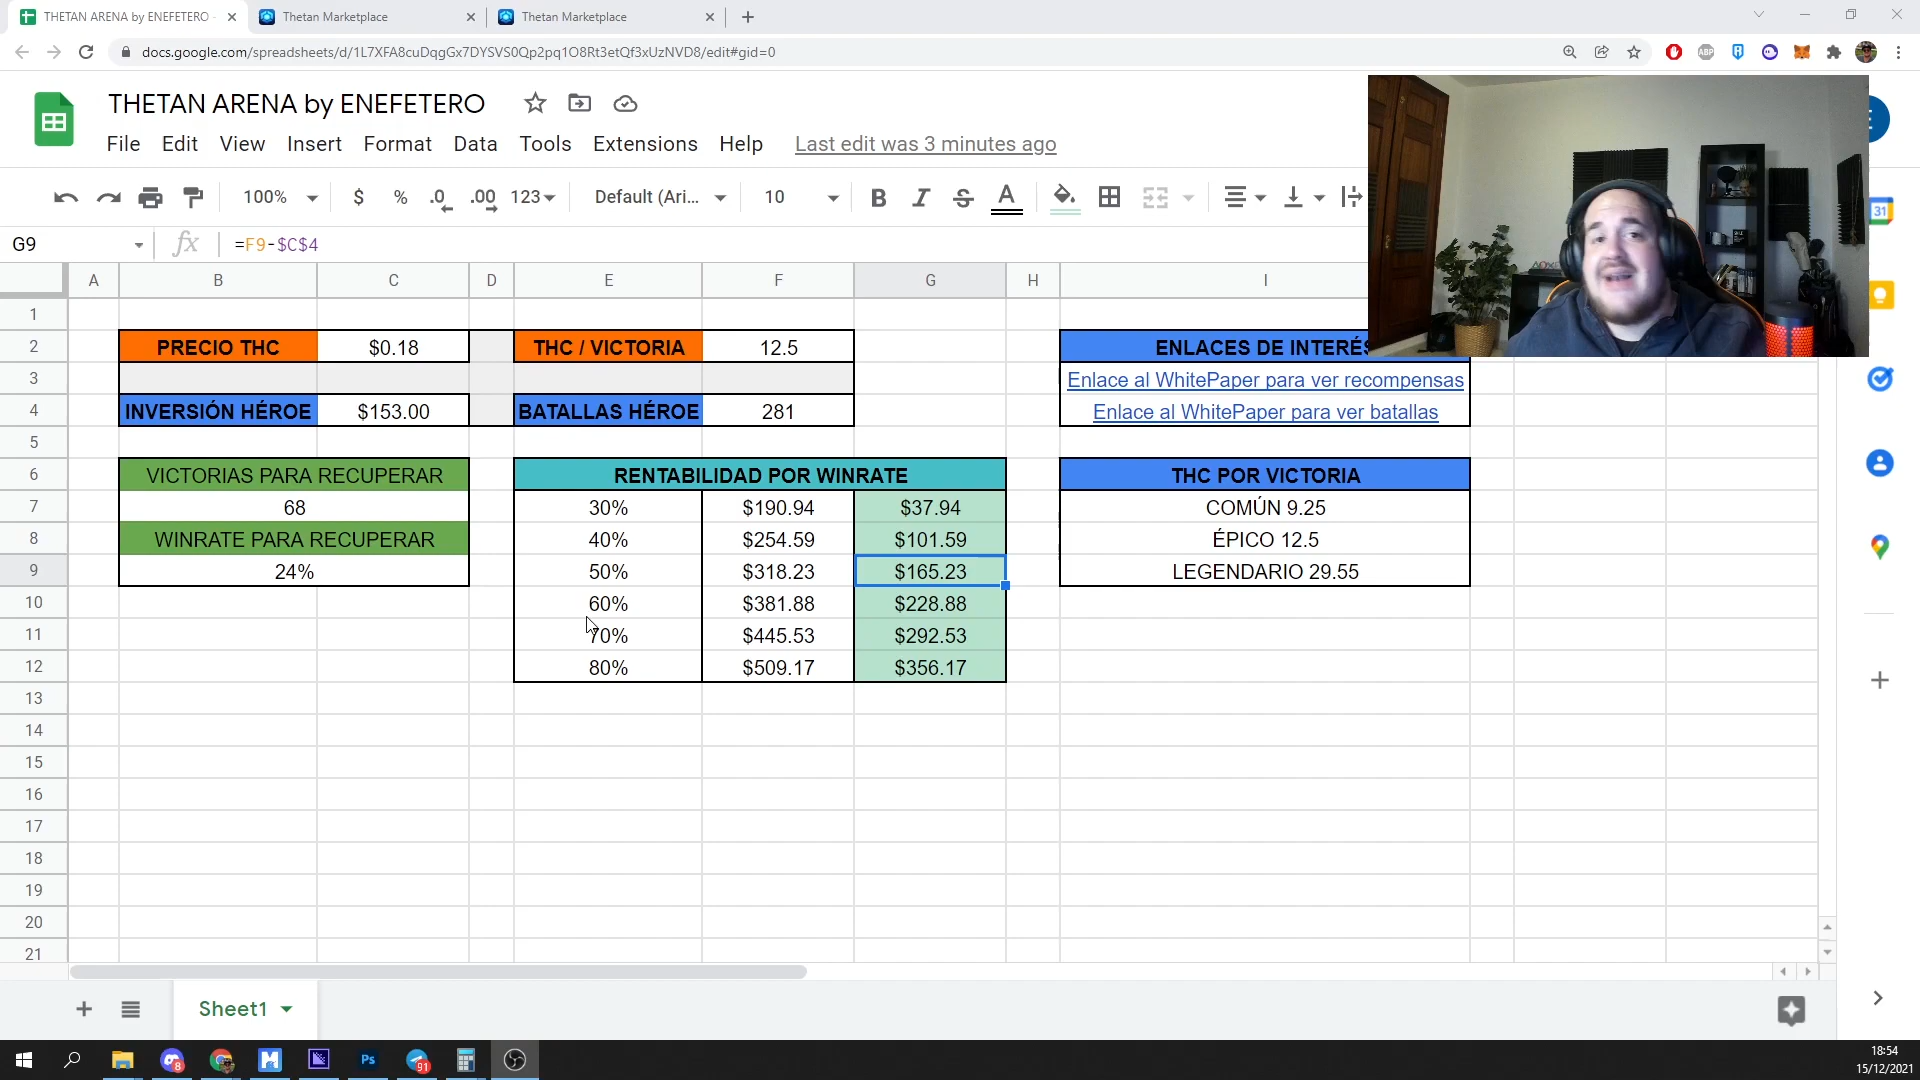 THETAN ARENA by ENEFETERO -
Thetan Marketplace
Thetan Marketplace
docs.google.com/spreadsheets/d/1L7XFA8cuDqgGx7DYSVS0Qp2pq1O8Rt3etQf3xUzNVD8/edit#gid=0
ABP
THETAN ARENA by ENEFETERO
File Edit View Insert Format Data Tools Extensions Help Last edit was 3 minutes ago
100% $ % .0 .00 123 Default (Ari... 10 B I S A
31
G9 fx =F9-$C$4
A B C D E F G H I
1
2 PRECIO THC $0.18 THC / VICTORIA 12.5 ENLACES DE INTERÉS
3 Enlace al WhitePaper para ver recompensas
4 INVERSIÓN HÉROE $153.00 BATALLAS HÉROE 281 Enlace al WhitePaper para ver batallas
5
6 VICTORIAS PARA RECUPERAR RENTABILIDAD POR WINRATE THC POR VICTORIA
7 68 30% $190.94 $37.94 COMÚN 9.25
8 WINRATE PARA RECUPERAR 40% $254.59 $101.59 ÉPICO 12.5
9 24% 50% $318.23 $165.23 LEGENDARIO 29.55
10 60% $381.88 $228.88
11 70% $445.53 $292.53
12 80% $509.17 $356.17
13
14
15
16
17
18
19
20
21
Sheet1
8
Ps
91
18:54
15/12/2021